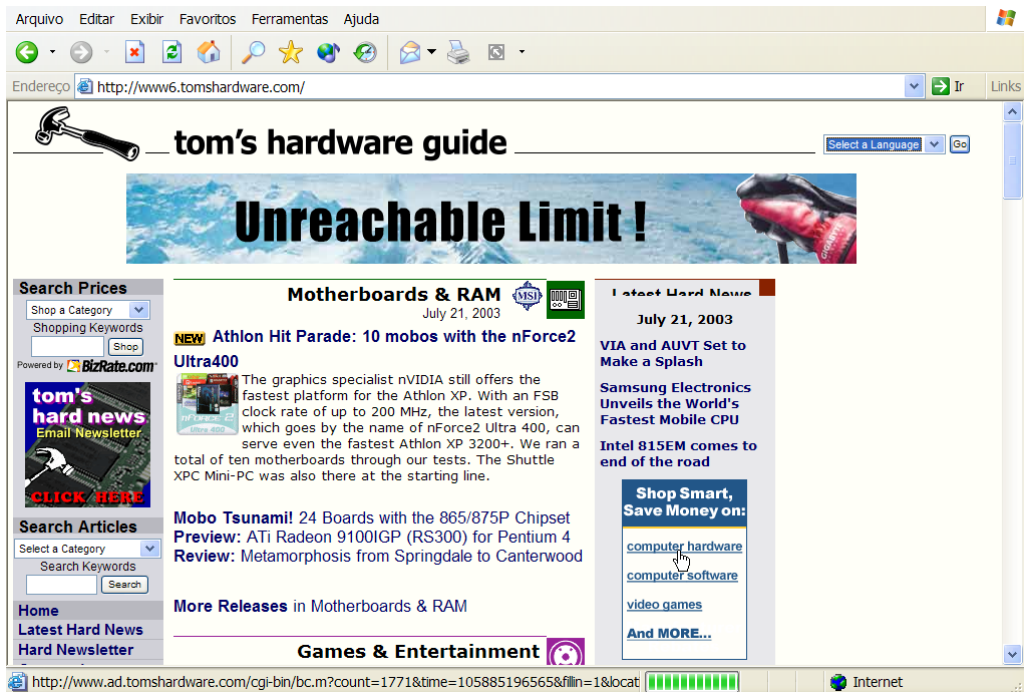 Arquivo Editar Exibir Favoritos Ferramentas Ajuda
Endereço http://www6.tomshardware.com/ Ir Links
tom's hardware guide
Select a Language Go
Unreachable Limit !
GIGABYTE
Search Prices
Shop a Category
Shopping Keywords
Shop
Powered by BizRate.com
tom's
hard news
Email Newsletter
CLICK HERE
Search Articles
Select a Category
Search Keywords
Search
Home
Latest Hard News
Hard Newsletter
Motherboards & RAM
MSI
July 21, 2003
NEW Athlon Hit Parade: 10 mobos with the nForce2
Ultra400
nFORCE 2
Ultra 400
The graphics specialist nVIDIA still offers the
fastest platform for the Athlon XP. With an FSB
clock rate of up to 200 MHz, the latest version,
which goes by the name of nForce2 Ultra 400, can
serve even the fastest Athlon XP 3200+. We ran a
total of ten motherboards through our tests. The Shuttle
XPC Mini-PC was also there at the starting line.
Mobo Tsunami! 24 Boards with the 865/875P Chipset
Preview: ATi Radeon 9100IGP (RS300) for Pentium 4
Review: Metamorphosis from Springdale to Canterwood
More Releases in Motherboards & RAM
Games & Entertainment
Latest Hard News
July 21, 2003
VIA and AUVT Set to
Make a Splash
Samsung Electronics
Unveils the World's
Fastest Mobile CPU
Intel 815EM comes to
end of the road
Shop Smart,
Save Money on:
computer hardware
computer software
video games
And MORE...
http://www.ad.tomshardware.com/cgi-bin/bc.m?count=1771&time=105885196565&filin=1&locat Internet